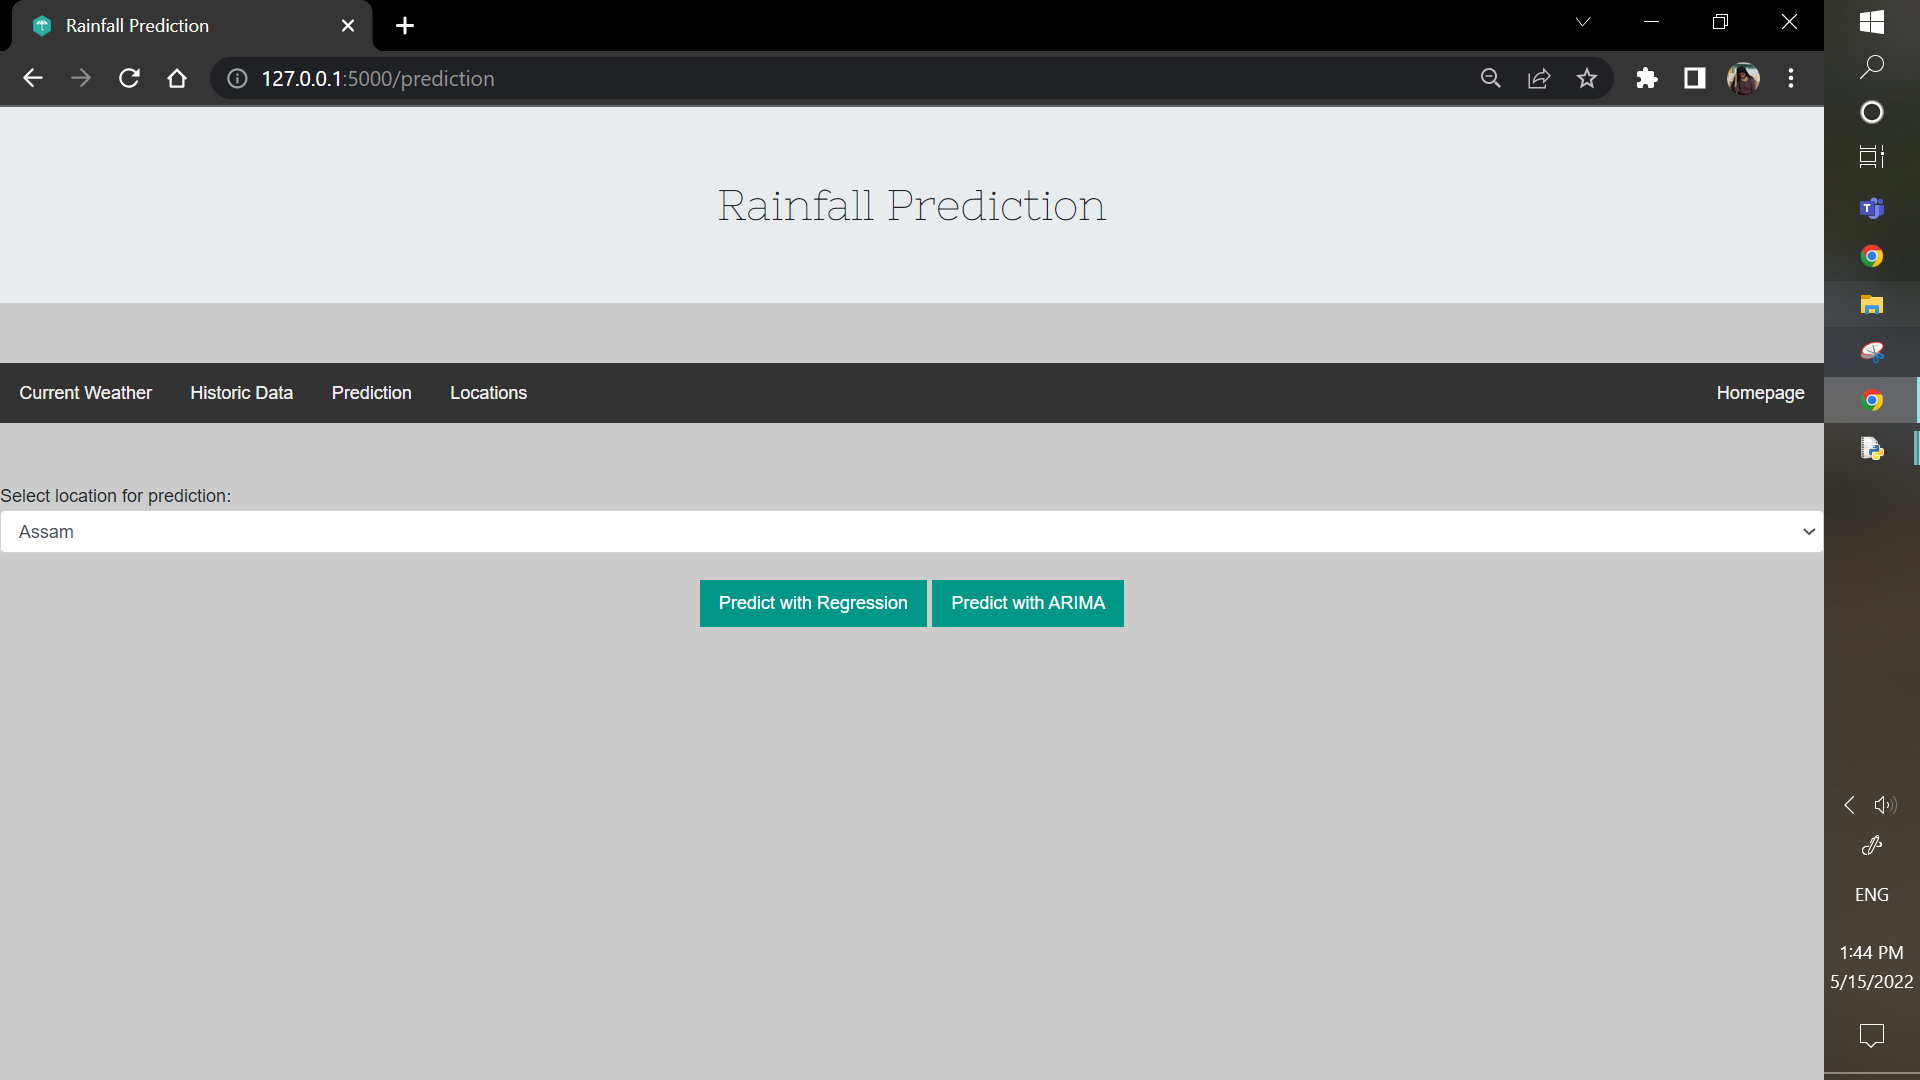 Rainfall Prediction
127.0.0.1:5000/prediction
Rainfall Prediction
Current Weather Historic Data Prediction Locations Homepage
Select location for prediction:
Assam
Predict with Regression Predict with ARIMA
ENG
1:44 PM
5/15/2022